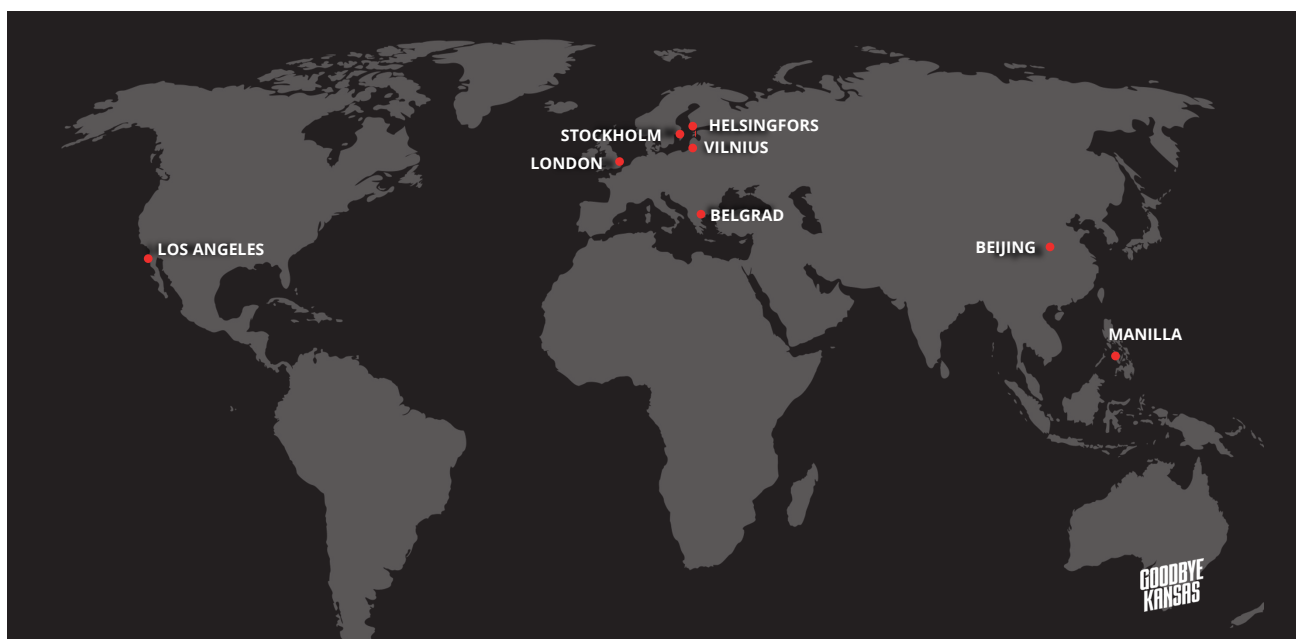 HELSINGFORS
STOCKHOLM
VILNIUS
LONDON
BELGRAD
LOS ANGELES
BEIJING
MANILLA
GOODBYE
KANSAS